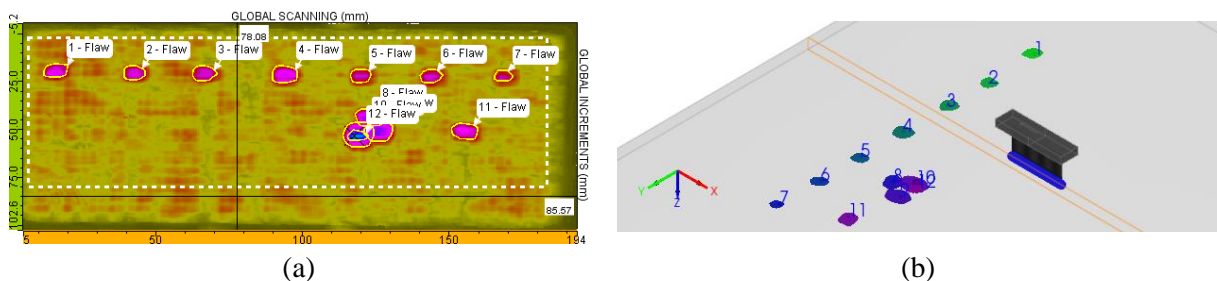 GLOBAL SCANNING (mm)
-5.2
25.0
50.0
75.0
102.6
78.08
1 - Flaw
2 - Flaw
3 - Flaw
4 - Flaw
5 - Flaw
6 - Flaw
7 - Flaw
8 - Flaw
10 - Flaw
12 - Flaw
11 - Flaw
GLOBAL INCREMENTS (mm)
85.57
5
50
100
150
194
(a)
1
2
3
4
5
6
7
8
10
12
11
Y
X
Z
(b)